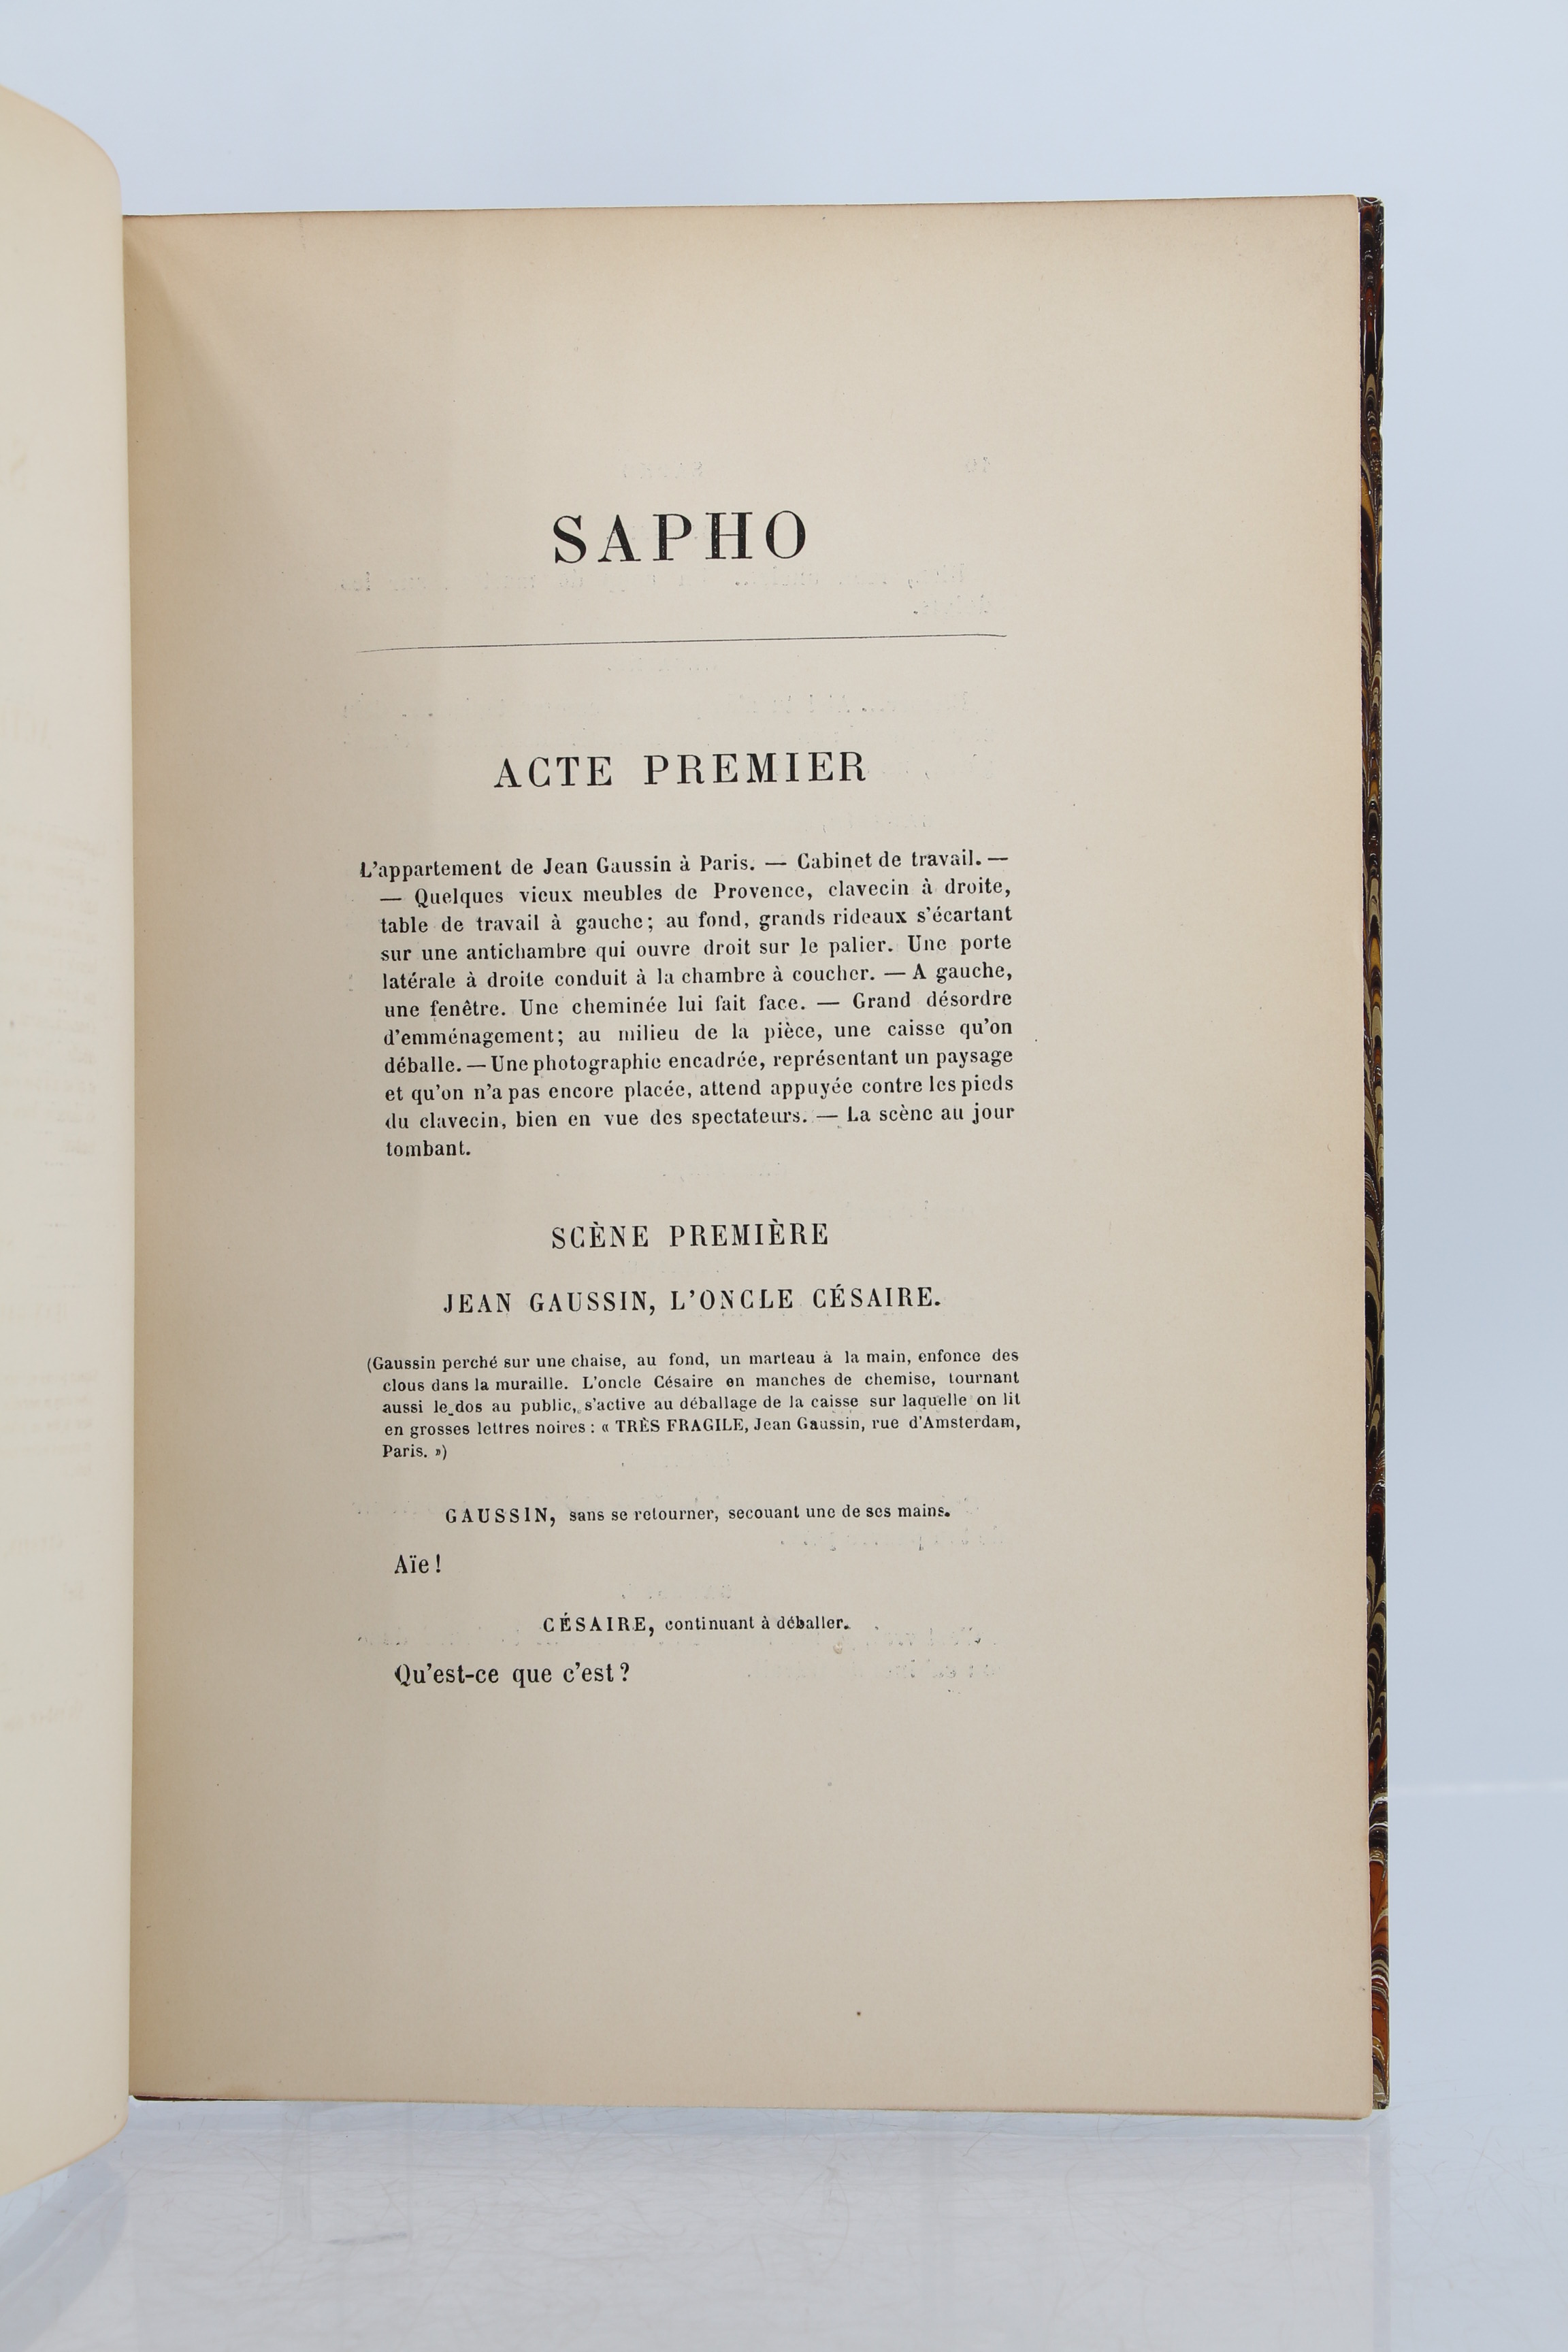 SAPHO
ACTE PREMIER
L'appartement de Jean Gaussin à Paris. — Cabinet de travail. —
— Quelques vieux meubles de Provence, clavecin à droite,
table de travail à gauche; au fond, grands rideaux s'écartant
sur une antichambre qui ouvre droit sur le palier. Une porte
latérale à droite conduit à la chambre à coucher. — A gauche,
une fenêtre. Une cheminée lui fait face. — Grand désordre
d'emménagement; au milieu de la pièce, une caisse qu'on
déballe. — Une photographie encadrée, représentant un paysage
et qu'on n'a pas encore placée, attend appuyée contre les pieds
du clavecin, bien en vue des spectateurs. — La scène au jour
tombant.
SCÈNE PREMIÈRE
JEAN GAUSSIN, L'ONCLE CÉSAIRE.
(Gaussin perché sur une chaise, au fond, un marteau à la main, enfonce des
clous dans la muraille. L'oncle Césaire en manches de chemise, tournant
aussi le dos au public, s'active au déballage de la caisse sur laquelle on lit
en grosses lettres noires : « TRÈS FRAGILE, Jean Gaussin, rue d'Amsterdam,
Paris. »)
GAUSSIN, sans se retourner, secouant une de ses mains.
Aïe !
CÉSAIRE, continuant à déballer.
Qu'est-ce que c'est ?